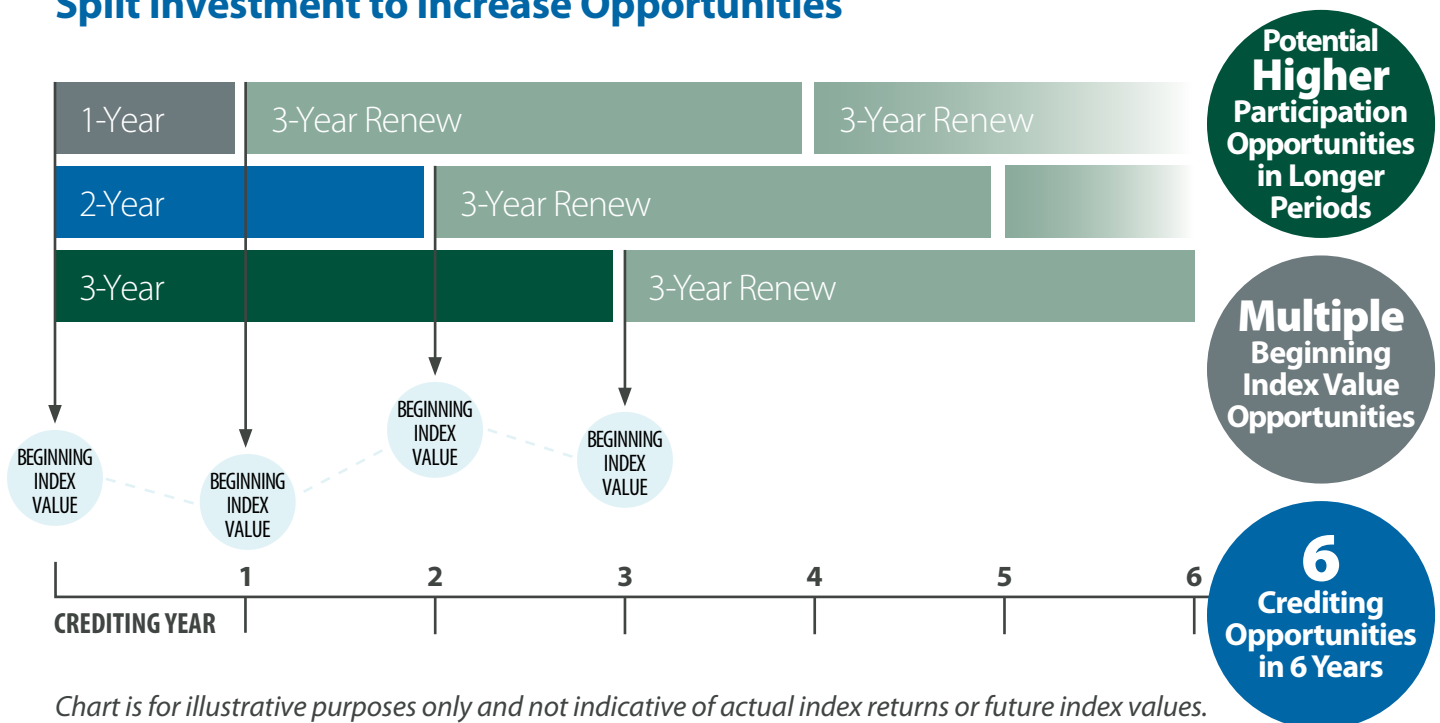 Split Investment to Increase Opportunities
1-Year
3-Year Renew
3-Year Renew
2-Year
3-Year Renew
3-Year
3-Year Renew
BEGINNING
INDEX
VALUE
BEGINNING
INDEX
VALUE
BEGINNING
INDEX
VALUE
BEGINNING
INDEX
VALUE
1
2
3
4
5
6
CREDITING YEAR
Potential
Higher
Participation
Opportunities
in Longer
Periods
Multiple
Beginning
Index Value
Opportunities
6
Crediting
Opportunities
in 6 Years
Chart is for illustrative purposes only and not indicative of actual index returns or future index values.